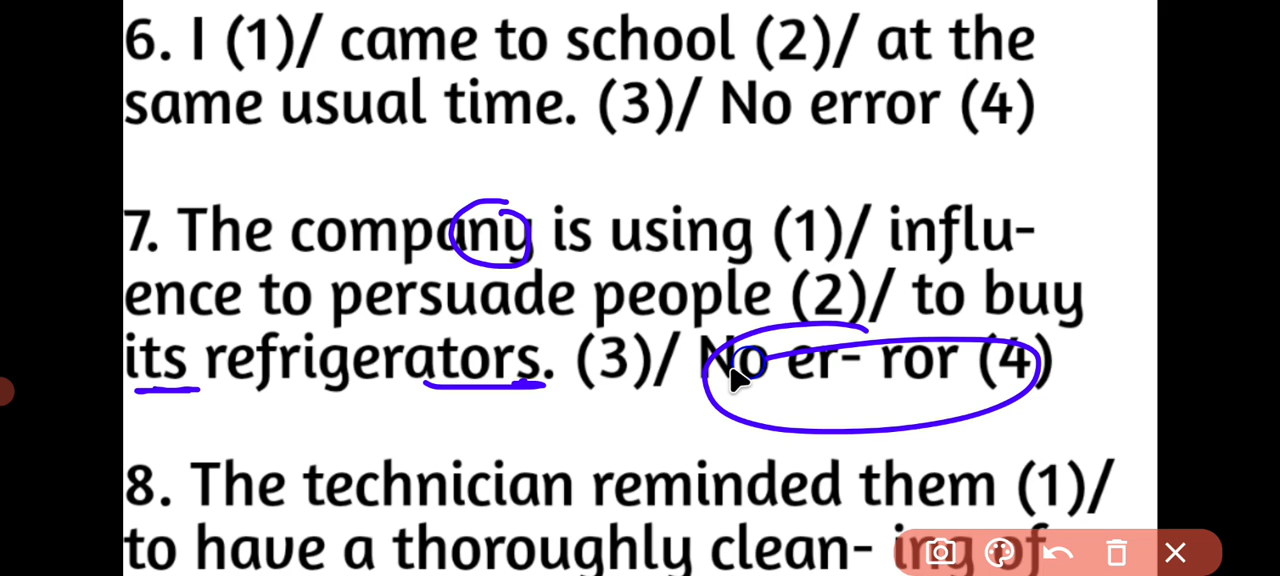 6. I (1)/ came to school (2)/ at the
same usual time. (3)/ No error (4)
7. The company is using (1)/ influ-
ence to persuade people (2)/ to buy
its refrigerators. (3)/ No er- ror (4)
8. The technician reminded them (1)/
to have a thoroughly clean- ing of